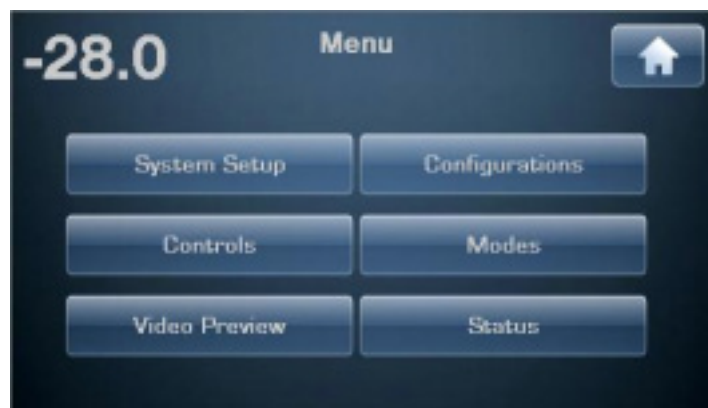 -28.0
Menu
System Setup
Configurations
Controls
Modes
Video Preview
Status